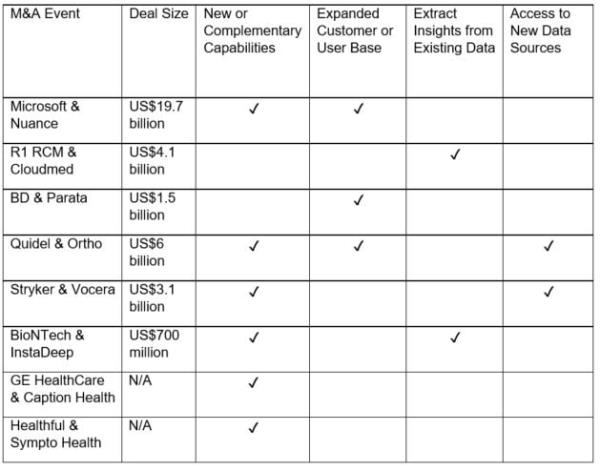 M&A Event
Deal Size
New or
Complementary
Capabilities
Expanded
Customer or
User Base
Extract
Insights from
Existing Data
Access to
New Data
Sources
Microsoft &
Nuance
US$19.7
billion
✓
✓
R1 RCM &
Cloudmed
US$4.1
billion
✓
BD & Parata
US$1.5
billion
✓
Quidel & Ortho
US$6
billion
✓
✓
✓
Stryker & Vocera
US$3.1
billion
✓
✓
BioNTech &
InstaDeep
US$700
million
✓
✓
GE HealthCare
& Caption Health
N/A
✓
Healthful &
Sympto Health
N/A
✓